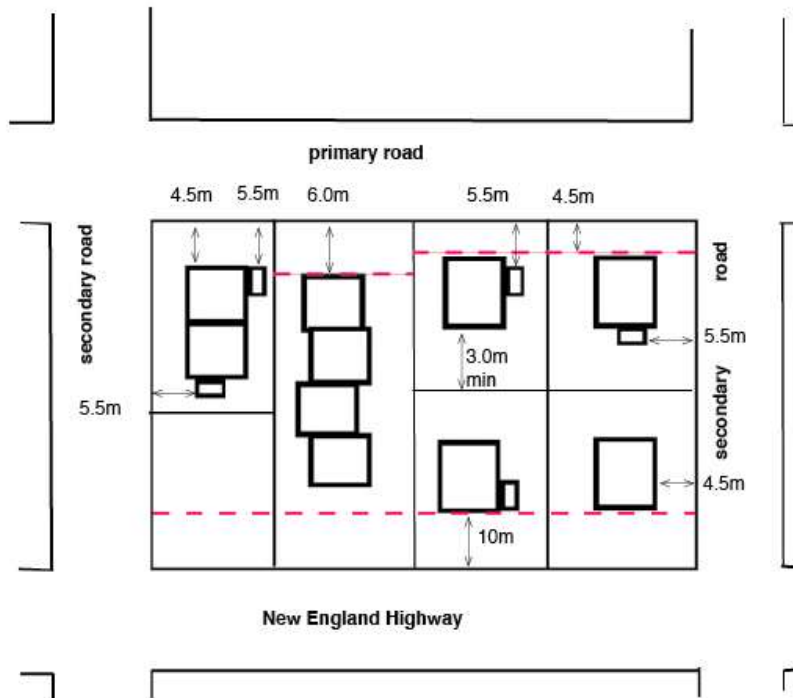 primary road
4.5m 5.5m 6.0m 5.5m 4.5m
secondary road
road
5.5m
3.0m
min
5.5m
secondary
4.5m
10m
New England Highway